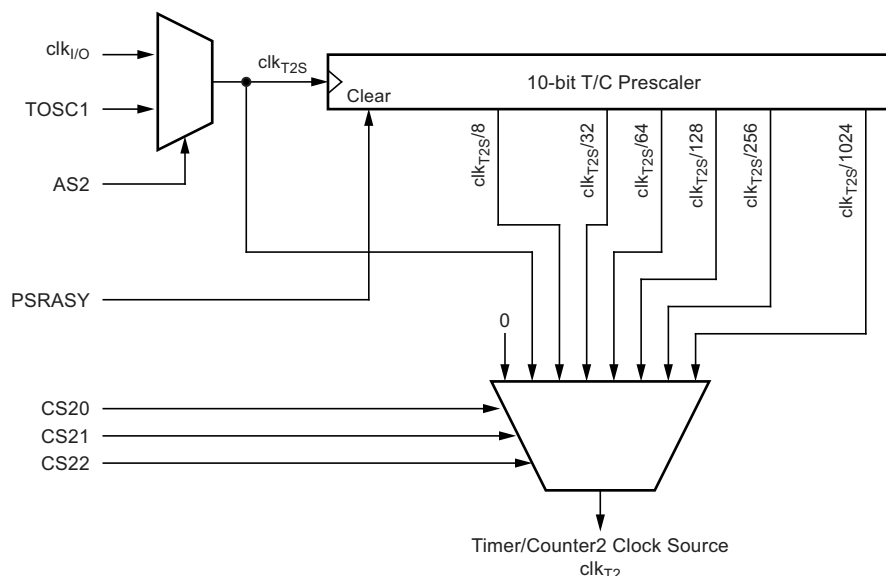 clkI/O
clkT2S
TOSC1
10-bit T/C Prescaler
Clear
clkT2S/8
clkT2S/32
clkT2S/64
clkT2S/128
clkT2S/256
clkT2S/1024
AS2
PSRASY
0
CS20
CS21
CS22
Timer/Counter2 Clock Source
clkT2